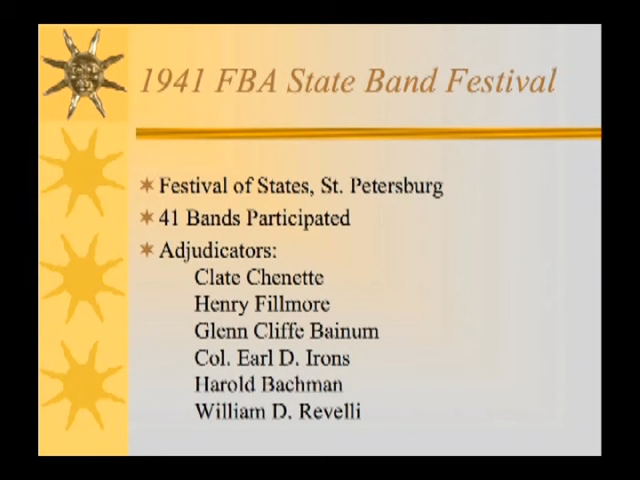 1941 FBA State Band Festival
Festival of States, St. Petersburg
41 Bands Participated
Adjudicators:
Clate Chenette
Henry Fillmore
Glenn Cliffe Bainum
Col. Earl D. Irons
Harold Bachman
William D. Revelli